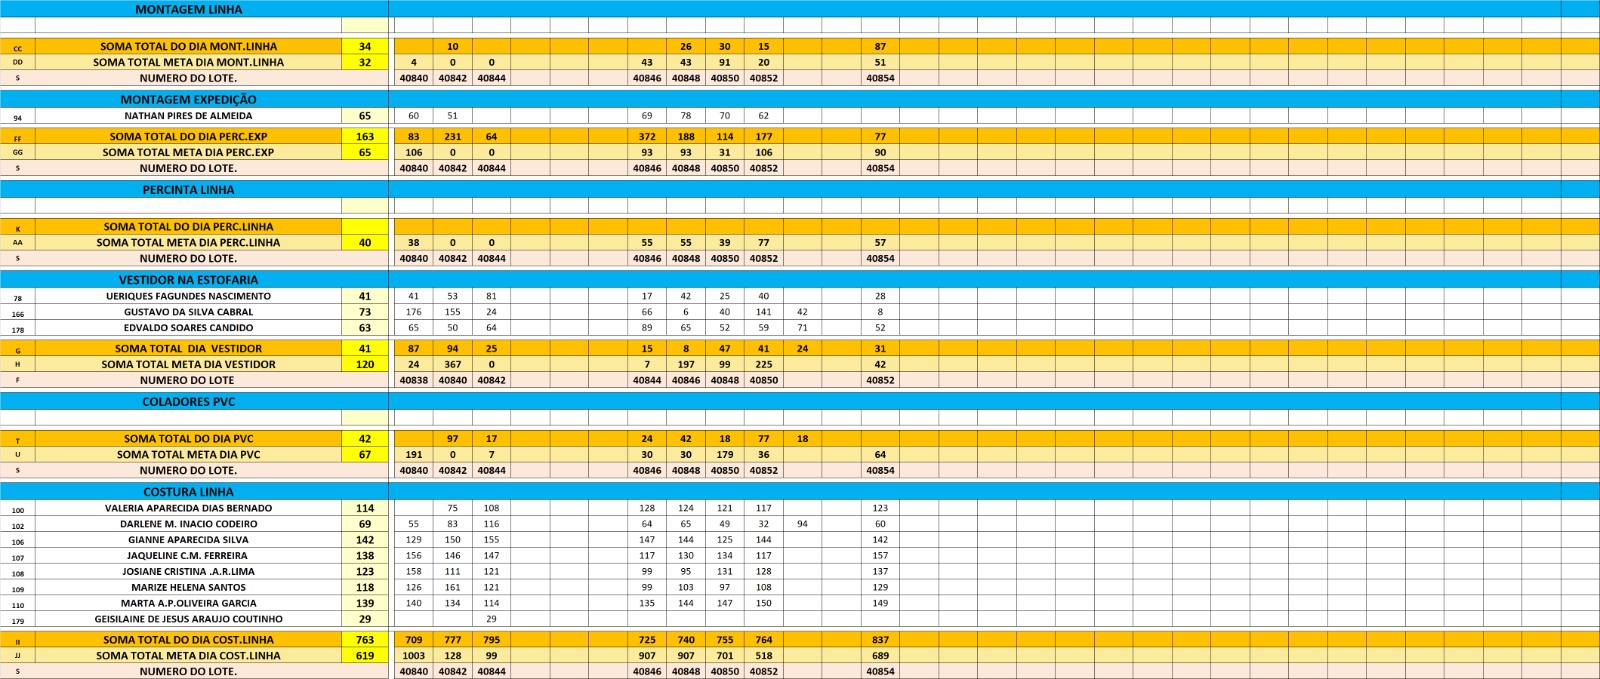 MONTAGEM LINHA
CC SOMA TOTAL DO DIA MONT.LINHA 34 10 26 30 15 87
DD SOMA TOTAL META DIA MONT.LINHA 32 4 0 0 43 43 91 20 51
S NUMERO DO LOTE. 40840 40842 40844 40846 40848 40850 40852 40854
MONTAGEM EXPEDIÇÃO
94 NATHAN PIRES DE ALMEIDA 65 60 51 69 78 70 62
FF SOMA TOTAL DO DIA PERC.EXP 163 83 231 64 372 188 114 177 77
GG SOMA TOTAL META DIA PERC.EXP 65 106 0 0 93 93 31 106 90
S NUMERO DO LOTE. 40840 40842 40844 40846 40848 40850 40852 40854
PERCINTA LINHA
K SOMA TOTAL DO DIA PERC.LINHA
AA SOMA TOTAL META DIA PERC.LINHA 40 38 0 0 55 55 39 77 57
S NUMERO DO LOTE. 40840 40842 40844 40846 40848 40850 40852 40854
VESTIDOR NA ESTOFARIA
78 UERIQUES FAGUNDES NASCIMENTO 41 41 53 81 17 42 25 40 28
166 GUSTAVO DA SILVA CABRAL 73 176 155 24 66 6 40 141 42 8
178 EDVALDO SOARES CANDIDO 63 65 50 64 89 65 52 59 71 52
G SOMA TOTAL DIA VESTIDOR 41 87 94 25 15 8 47 41 24 31
H SOMA TOTAL META DIA VESTIDOR 120 24 367 0 7 197 99 225 42
F NUMERO DO LOTE 40838 40840 40842 40844 40846 40848 40850 40852
COLADORES PVC
T SOMA TOTAL DO DIA PVC 42 97 17 24 42 18 77 18
U SOMA TOTAL META DIA PVC 67 191 0 7 30 30 179 36 64
S NUMERO DO LOTE. 40840 40842 40844 40846 40848 40850 40852 40854
COSTURA LINHA
100 VALERIA APARECIDA DIAS BERNADO 114 75 108 128 124 121 117 123
102 DARLENE M. INACIO CODEIRO 69 55 83 116 64 65 49 32 94 60
106 GIANNE APARECIDA SILVA 142 129 150 155 147 144 125 144 142
107 JAQUELINE C.M. FERREIRA 138 156 146 147 117 130 134 117 157
108 JOSIANE CRISTINA .A.R.LIMA 123 158 111 121 99 95 131 128 137
109 MARIZE HELENA SANTOS 118 126 161 121 99 103 97 108 129
110 MARTA A.P.OLIVEIRA GARCIA 139 140 134 114 135 144 147 150 149
179 GEISILAINE DE JESUS ARAUJO COUTINHO 29 29
II SOMA TOTAL DO DIA COST.LINHA 763 709 777 795 725 740 755 764 837
JJ SOMA TOTAL META DIA COST.LINHA 619 1003 128 99 907 907 701 518 689
S NUMERO DO LOTE. 40840 40842 40844 40846 40848 40850 40852 40854